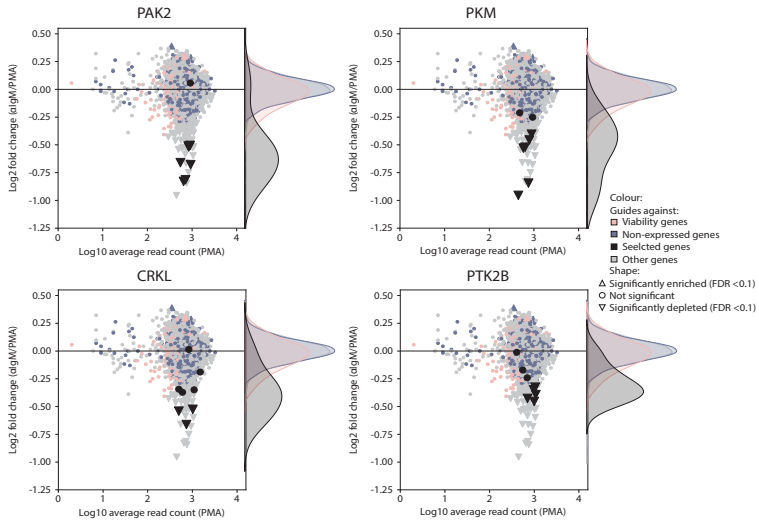 PAK2
0.50
0.25
0.00
-0.25
-0.50
-0.75
-1.00
-1.25
Log2 fold change (αIgM/PMA)
0 1 2 3 4
Log10 average read count (PMA)
PKM
0.50
0.25
0.00
-0.25
-0.50
-0.75
-1.00
-1.25
Log2 fold change (αIgM/PMA)
0 1 2 3 4
Log10 average read count (PMA)
Colour:
Guides against:
Viability genes
Non-expressed genes
Seelcted genes
Other genes
Shape:
Significantly enriched (FDR <0.1)
Not significant
Significantly depleted (FDR <0.1)
CRKL
0.50
0.25
0.00
-0.25
-0.50
-0.75
-1.00
-1.25
Log2 fold change (αIgM/PMA)
0 1 2 3 4
Log10 average read count (PMA)
PTK2B
0.50
0.25
0.00
-0.25
-0.50
-0.75
-1.00
-1.25
Log2 fold change (αIgM/PMA)
0 1 2 3 4
Log10 average read count (PMA)